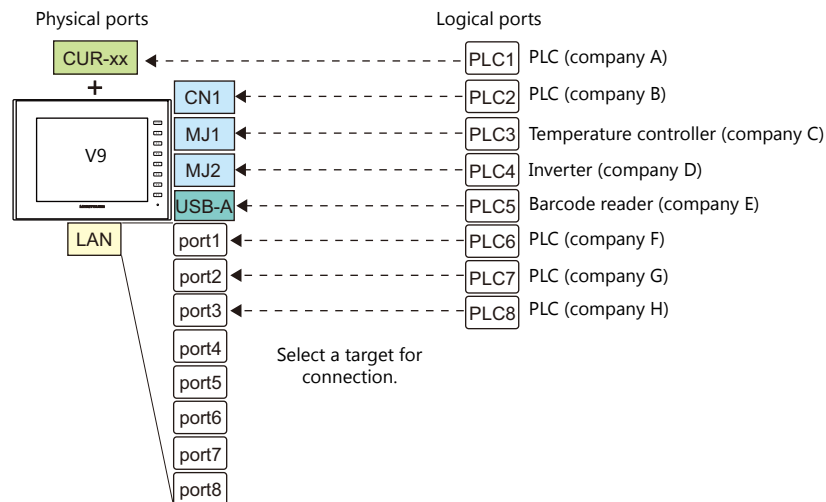 Physical ports
Logical ports
CUR-xx
PLC1 PLC (company A)
+
CN1
PLC2 PLC (company B)
V9
MJ1
PLC3 Temperature controller (company C)
MJ2
PLC4 Inverter (company D)
USB-A
PLC5 Barcode reader (company E)
LAN
port1
PLC6 PLC (company F)
port2
PLC7 PLC (company G)
port3
PLC8 PLC (company H)
port4
Select a target for
connection.
port5
port6
port7
port8